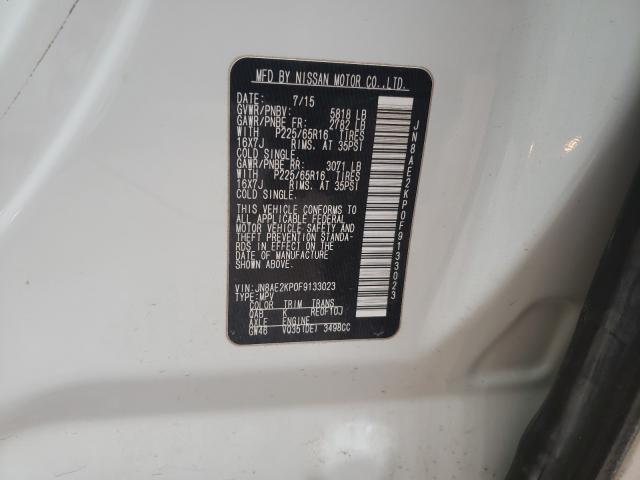 MFD BY NISSAN MOTOR CO.,LTD.
DATE: 7/15
GVWR/PNBV: 5818 LB
GAWR/PNBE FR: 2762 LB
WITH P225/65R16 TIRES
16X7J RIMS, AT 35PSI
COLD SINGLE.
GAWR/PNBE RR: 3071 LB
WITH P225/65R16 TIRES
16X7J RIMS, AT 35PSI
COLD SINGLE.
THIS VEHICLE CONFORMS TO
ALL APPLICABLE FEDERAL
MOTOR VEHICLE SAFETY AND
THEFT PREVENTION STANDA-
RDS IN EFFECT ON THE
DATE OF MANUFACTURE
SHOWN ABOVE.
VIN:JN8AE2KP0F9133023
TYPE:MPV
COLOR TRIM TRANS
QAB K RE0F10J
AXLE ENGINE
GW46 VQ35(DE) 3498CC
JN8AE2KP0F9133023